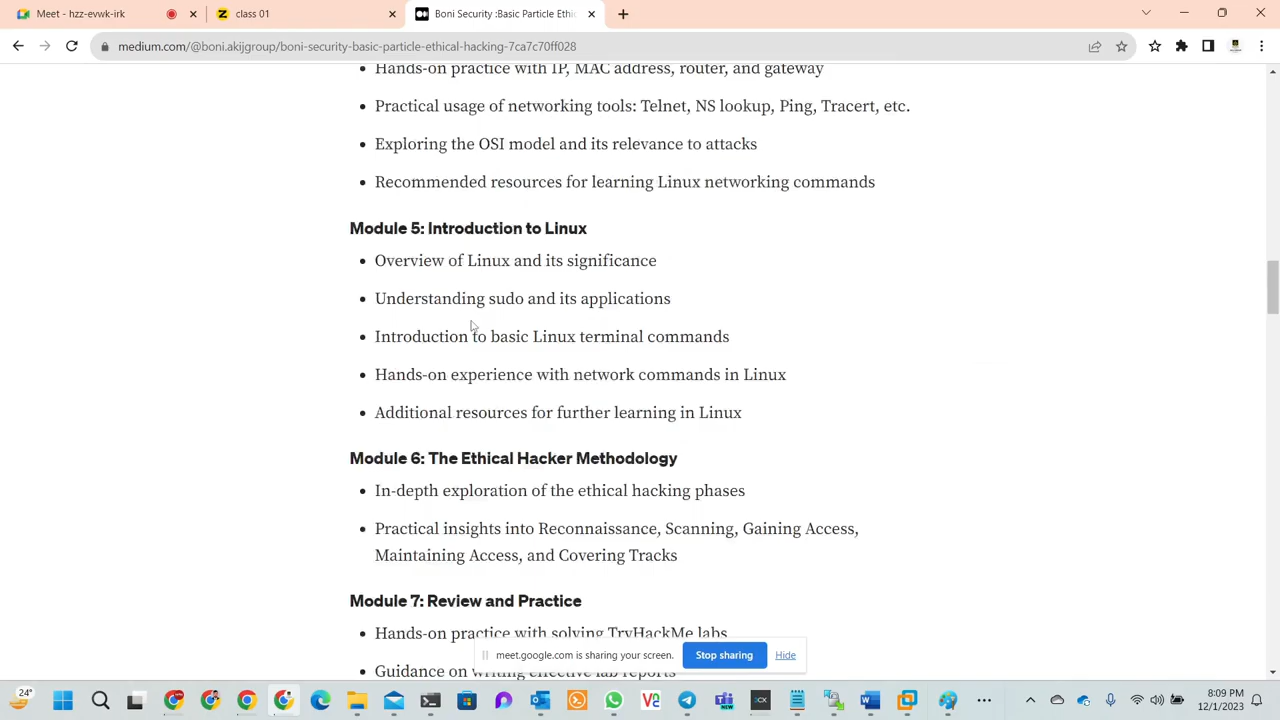 Meet - hzz-evwk-irk
class 01
Boni Security :Basic Particle Ethic
medium.com/@boni.akijgroup/boni-security-basic-particle-ethical-hacking-7ca7c70ff028
Hands-on practice with IP, MAC address, router, and gateway
Practical usage of networking tools: Telnet, NS lookup, Ping, Tracert, etc.
Exploring the OSI model and its relevance to attacks
Recommended resources for learning Linux networking commands
Module 5: Introduction to Linux
Overview of Linux and its significance
Understanding sudo and its applications
Introduction to basic Linux terminal commands
Hands-on experience with network commands in Linux
Additional resources for further learning in Linux
Module 6: The Ethical Hacker Methodology
In-depth exploration of the ethical hacking phases
Practical insights into Reconnaissance, Scanning, Gaining Access,
Maintaining Access, and Covering Tracks
Module 7: Review and Practice
Hands-on practice with solving TryHackMe labs
meet.google.com is sharing your screen. Stop sharing Hide
Guidance on writing effective lab reports
24°
8:09 PM
12/1/2023